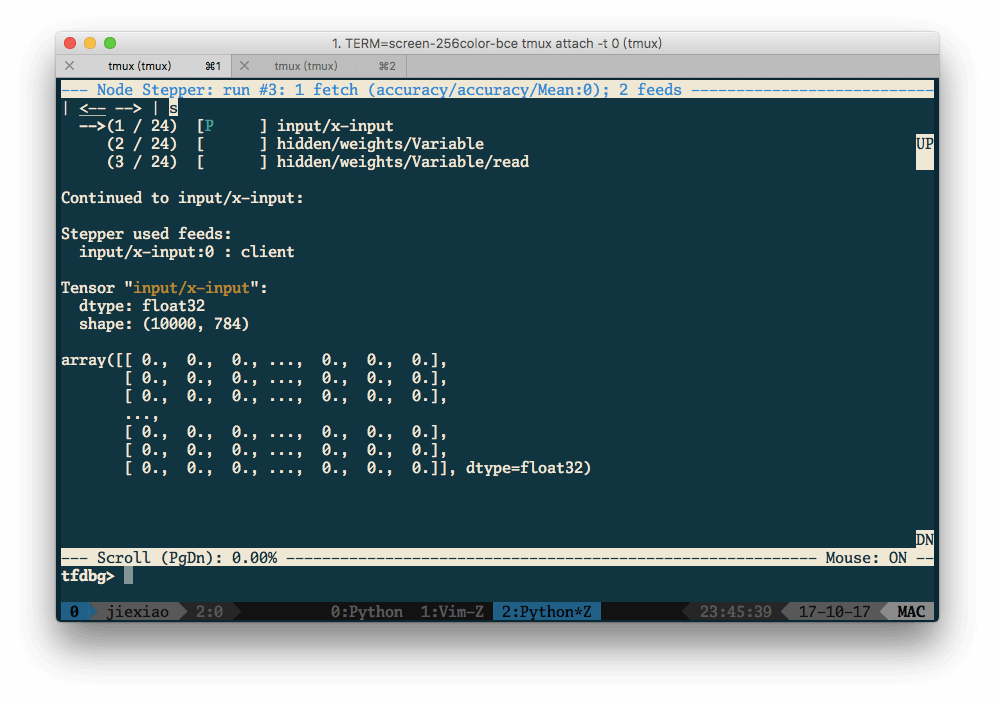 1. TERM=screen-256color-bce tmux attach -t 0 (tmux)
tmux (tmux) ⌘1 tmux (tmux) ⌘2
--- Node Stepper: run #3: 1 fetch (accuracy/accuracy/Mean:0); 2 feeds ---------------------------
| <-- --> | s
-->(1 / 24) [P ] input/x-input
(2 / 24) [ ] hidden/weights/Variable UP
(3 / 24) [ ] hidden/weights/Variable/read
Continued to input/x-input:
Stepper used feeds:
input/x-input:0 : client
Tensor "input/x-input":
dtype: float32
shape: (10000, 784)
array([[ 0., 0., 0., ..., 0., 0., 0.],
[ 0., 0., 0., ..., 0., 0., 0.],
[ 0., 0., 0., ..., 0., 0., 0.],
...,
[ 0., 0., 0., ..., 0., 0., 0.],
[ 0., 0., 0., ..., 0., 0., 0.],
[ 0., 0., 0., ..., 0., 0., 0.]], dtype=float32)
DN
--- Scroll (PgDn): 0.00% ----------------------------------------------------------- Mouse: ON --
tfdbg>
0 jiexiao 2:0 0:Python 1:Vim-Z 2:Python*Z 23:45:39 17-10-17 MAC